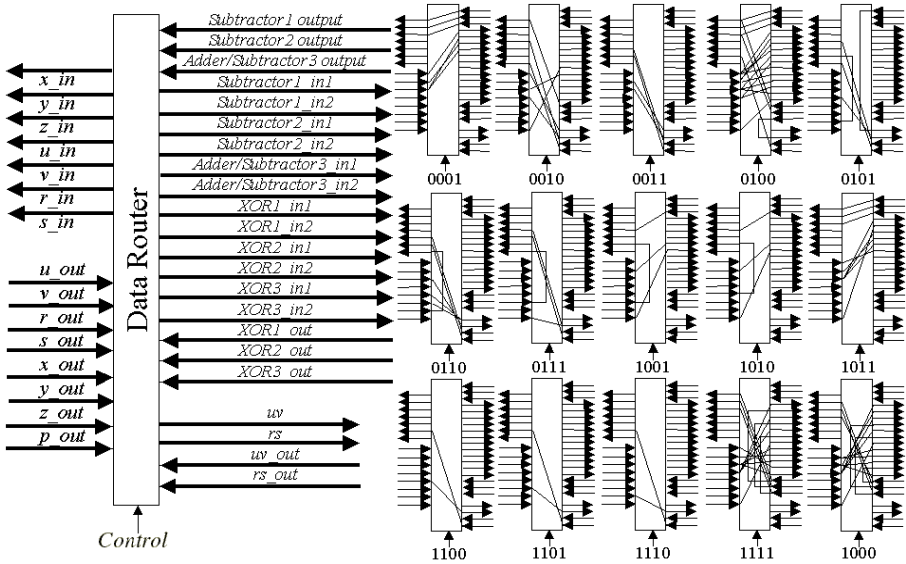 Subtractor1 output
Subtractor2 output
Adder/Subtractor3 output
Subtractor1_in1
Subtractor1_in2
Subtractor2_in1
Subtractor2_in2
Adder/Subtractor3_in1
Adder/Subtractor3_in2
XOR1_in1
XOR1_in2
XOR2_in1
XOR2_in2
XOR3_in1
XOR3_in2
XOR1_out
XOR2_out
XOR3_out
uv
rs
uv_out
rs_out
x_in
y_in
z_in
u_in
v_in
r_in
s_in
u_out
v_out
r_out
s_out
x_out
y_out
z_out
p_out
Data Router
Control
0001 0010 0011 0100 0101
0110 0111 1001 1010 1011
1100 1101 1110 1111 1000